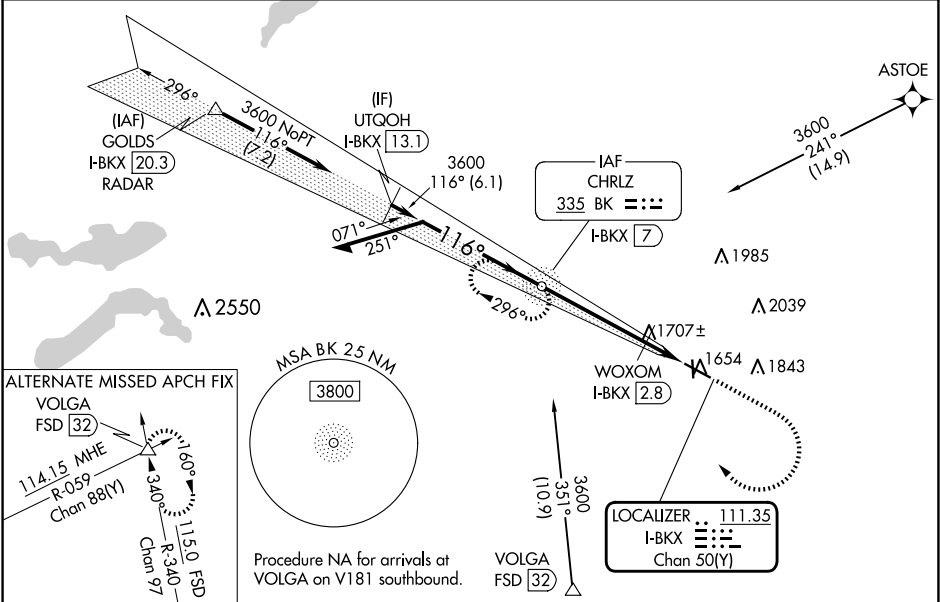 296°
(IAF)
GOLDS
I-BKX 20.3
RADAR
3600 NoPT
116°
(7.2)
(IF)
UTQOH
I-BKX 13.1
3600
116° (6.1)
071°
251°
116°
296°
IAF
CHRLZ
335 BK
I-BKX 7
ASTOE
3600
241°
(14.9)
1985
2550
2039
1707±
1654
1843
WOXOM
I-BKX 2.8
ALTERNATE MISSED APCH FIX
VOLGA
FSD 32
114.15 MHE
R-059
Chan 88(Y)
160°
340°
115.0 FSD
R-340
Chan 97
MSA BK 25 NM
3800
Procedure NA for arrivals at
VOLGA on V181 southbound.
3600
351°
(10.9)
VOLGA
FSD 32
LOCALIZER 111.35
I-BKX
Chan 50(Y)